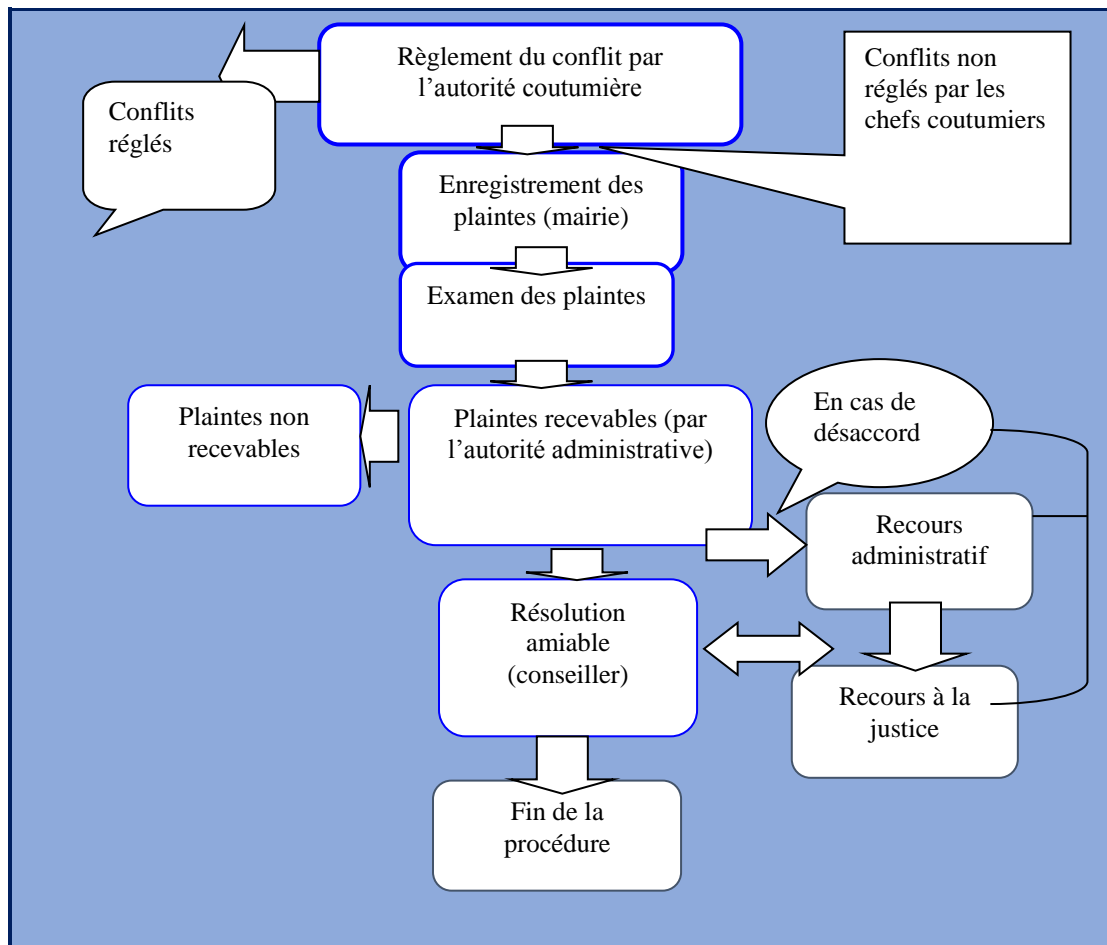 Règlement du conflit par
l’autorité coutumière
Conflits
réglés
Conflits non
réglés par les
chefs coutumiers
Enregistrement des
plaintes (mairie)
Examen des plaintes
Plaintes non
recevables
Plaintes recevables (par
l’autorité administrative)
En cas de
désaccord
Recours
administratif
Résolution
amiable
(conseiller)
Recours à la
justice
Fin de la
procédure